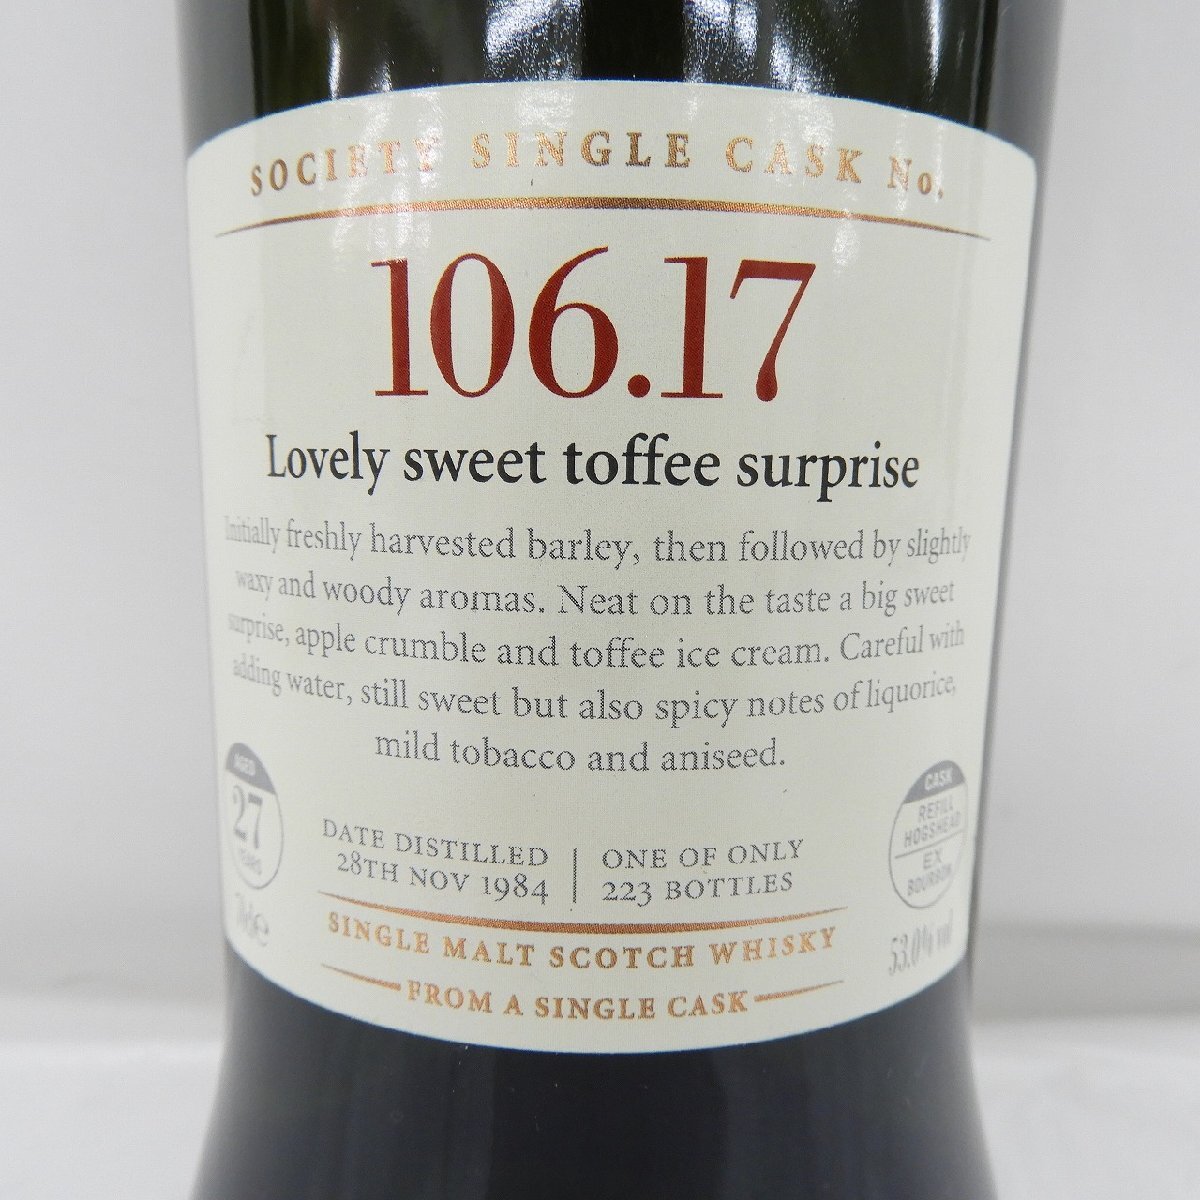 SOCIETY SINGLE CASK No.
106.17
Lovely sweet toffee surprise
Initially freshly harvested barley, then followed by slightly
waxy and woody aromas. Neat on the taste a big sweet
surprise, apple crumble and toffee ice cream. Careful with
adding water, still sweet but also spicy notes of liquorice,
mild tobacco and aniseed.
AGED
27
YEARS
DATE DISTILLED
28TH NOV 1984
ONE OF ONLY
223 BOTTLES
CASK
REFILL
HOGSHEAD
EX
BOURBON
70cl e
53.0% vol
SINGLE MALT SCOTCH WHISKY
FROM A SINGLE CASK